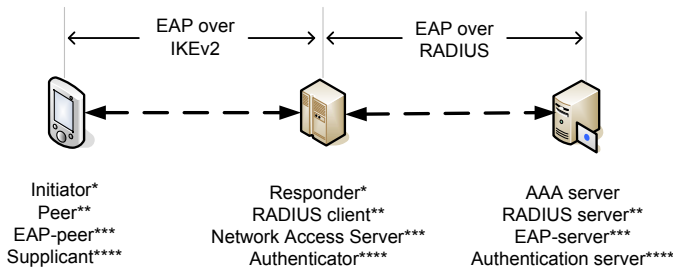 EAP over
IKEv2
EAP over
RADIUS
Initiator*
Peer**
EAP-peer***
Supplicant****
Responder*
RADIUS client**
Network Access Server***
Authenticator****
AAA server
RADIUS server**
EAP-server***
Authentication server****